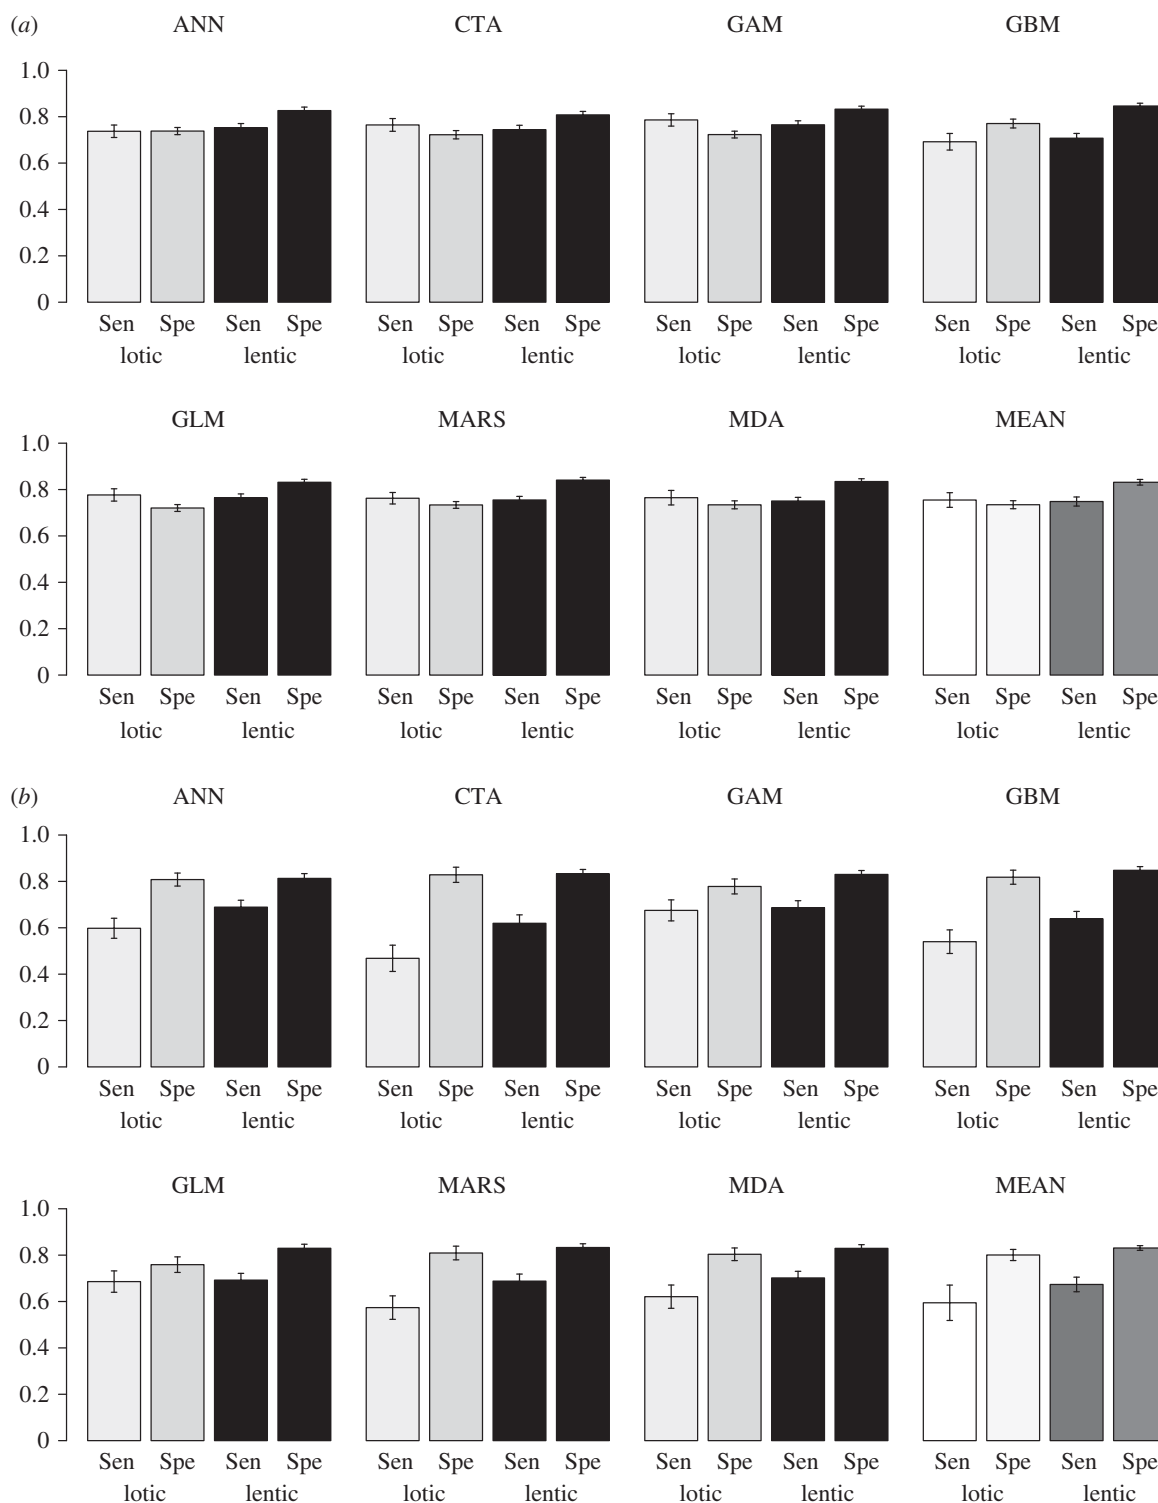 (a) ANN CTA GAM GBM
1.0
0.8
0.6
0.4
0.2
0
Sen Spe Sen Spe Sen Spe Sen Spe Sen Spe Sen Spe Sen Spe Sen Spe
lotic lentic lotic lentic lotic lentic lotic lentic
GLM MARS MDA MEAN
1.0
0.8
0.6
0.4
0.2
0
Sen Spe Sen Spe Sen Spe Sen Spe Sen Spe Sen Spe Sen Spe Sen Spe
lotic lentic lotic lentic lotic lentic lotic lentic
(b) ANN CTA GAM GBM
1.0
0.8
0.6
0.4
0.2
0
Sen Spe Sen Spe Sen Spe Sen Spe Sen Spe Sen Spe Sen Spe Sen Spe
lotic lentic lotic lentic lotic lentic lotic lentic
GLM MARS MDA MEAN
1.0
0.8
0.6
0.4
0.2
0
Sen Spe Sen Spe Sen Spe Sen Spe Sen Spe Sen Spe Sen Spe Sen Spe
lotic lentic lotic lentic lotic lentic lotic lentic